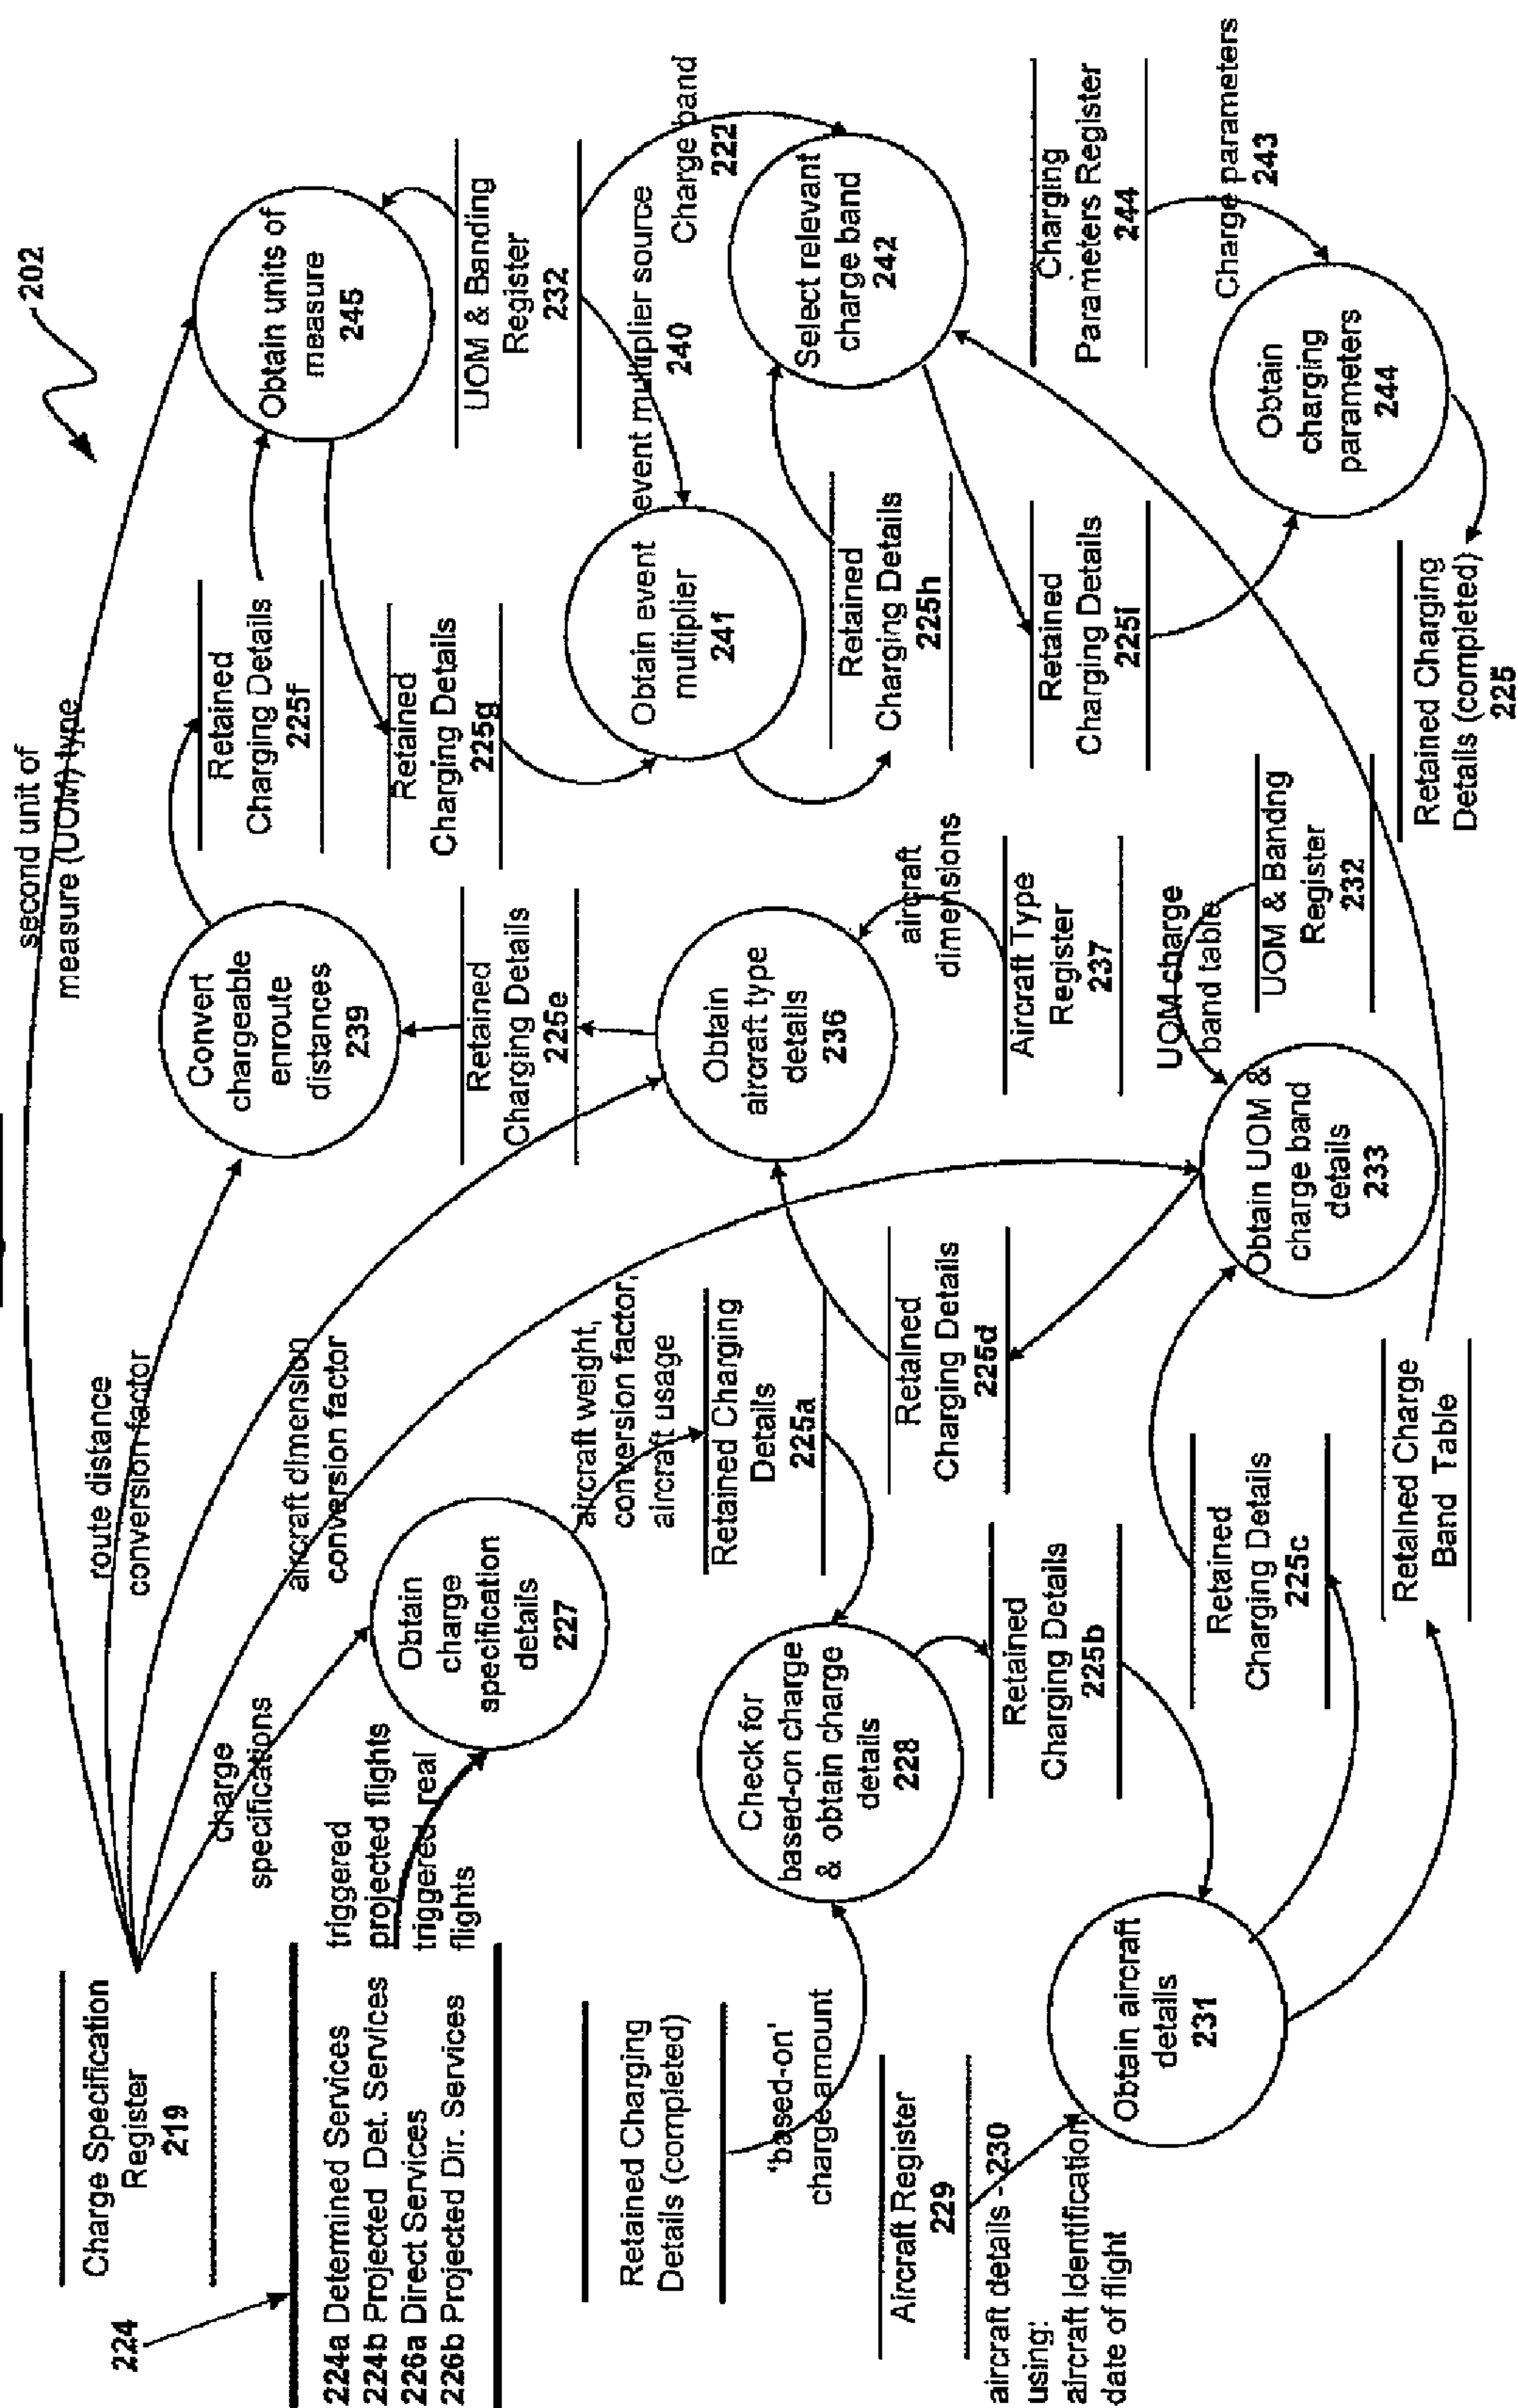 202
second unit of
measure (UOM) type
route distance
conversion factor
aircraft dimension
conversion factor
charge
specifications
Charge Specification
Register
219
224
224a Determined Services
224b Projected Det. Services
226a Direct Services
226b Projected Dir. Services
triggered
projected flights
triggered real
flights
Obtain
charge
specification
details
227
aircraft weight,
conversion factor,
aircraft usage
Retained Charging
Details
225a
Retained Charging
Details (completed)
'based-on'
charge amount
Check for
based-on charge
& obtain charge
details
228
Retained
Charging Details
225b
Aircraft Register
229
aircraft details - 230
using:
aircraft Identification
date of flight
Obtain aircraft
details
231
Retained
Charging Details
225c
Retained Charge
Band Table
Obtain UOM &
charge band
details
233
UOM charge
band table
UOM & Bandng
Register
232
Retained
Charging Details
225d
Obtain
aircraft type
details
236
aircraft
dimensions
Aircraft Type
Register
237
Retained
Charging Details
225e
Convert
chargeable
enroute
distances
239
Retained
Charging Details
225f
Obtain units of
measure
245
UOM & Banding
Register
232
Retained
Charging Details
225g
Obtain event
multiplier
241
event multiplier source
240
Charge band
222
Retained
Charging Details
225h
Select relevant
charge band
242
Retained
Charging Details
225i
Charging
Parameters Register
244
Charge parameters
243
Obtain
charging
parameters
244
Retained Charging
Details (completed)
225